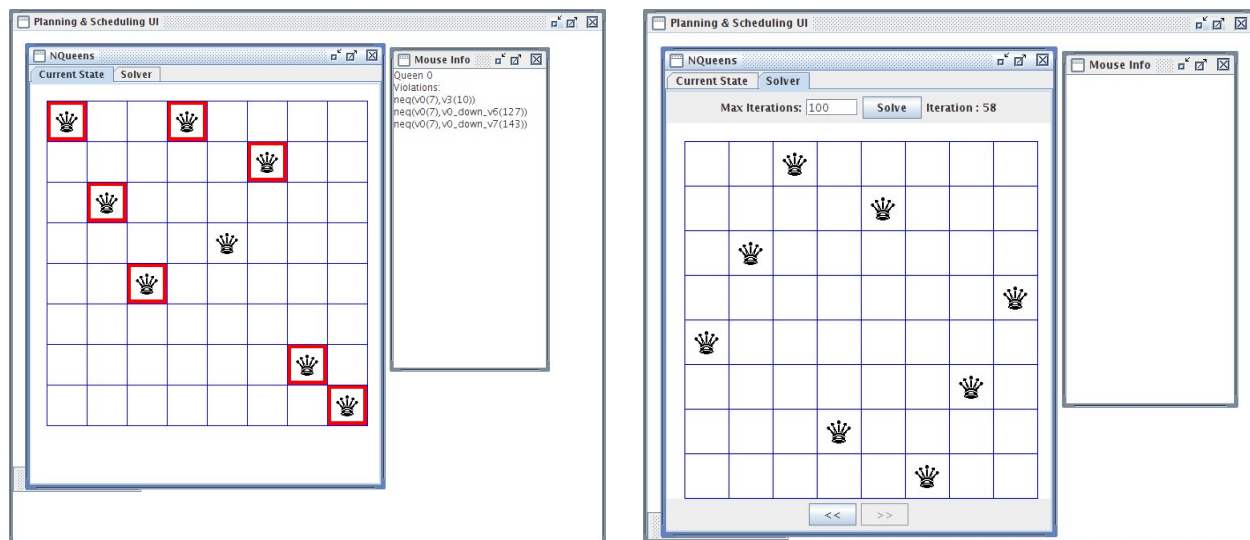 Planning & Scheduling UI
NQueens
Current State Solver
Mouse Info
Queen 0
Violations:
neq(v0(7),v3(10))
neq(v0(7),v0_down_v6(127))
neq(v0(7),v0_down_v7(143))
Planning & Scheduling UI
NQueens
Current State Solver
Max Iterations: 100 Solve Iteration : 58
<< >>
Mouse Info